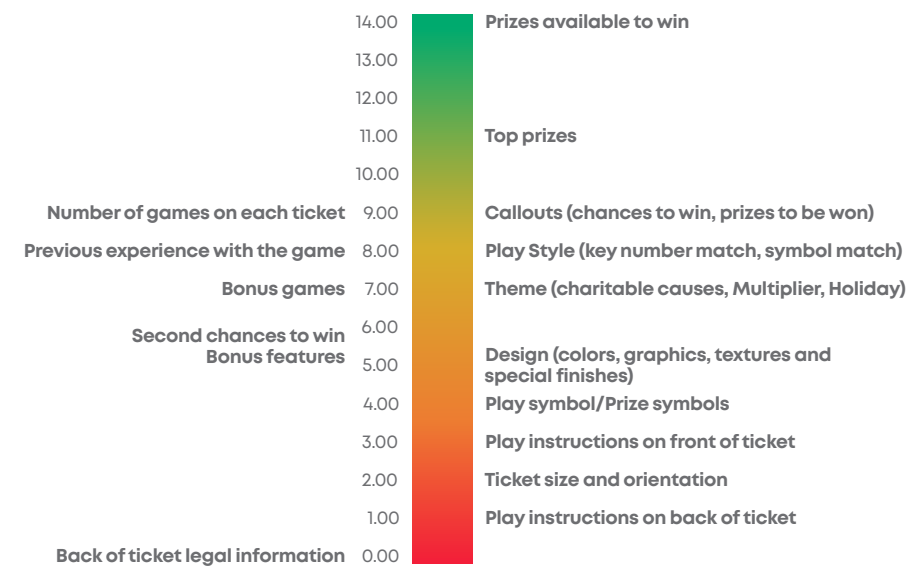 14.00 Prizes available to win
13.00
12.00
11.00 Top prizes
10.00
Number of games on each ticket 9.00 Callouts (chances to win, prizes to be won)
Previous experience with the game 8.00 Play Style (key number match, symbol match)
Bonus games 7.00 Theme (charitable causes, Multiplier, Holiday)
6.00
Second chances to win
Bonus features
5.00
Design (colors, graphics, textures and
special finishes)
4.00 Play symbol/Prize symbols
3.00 Play instructions on front of ticket
2.00 Ticket size and orientation
1.00 Play instructions on back of ticket
Back of ticket legal information 0.00